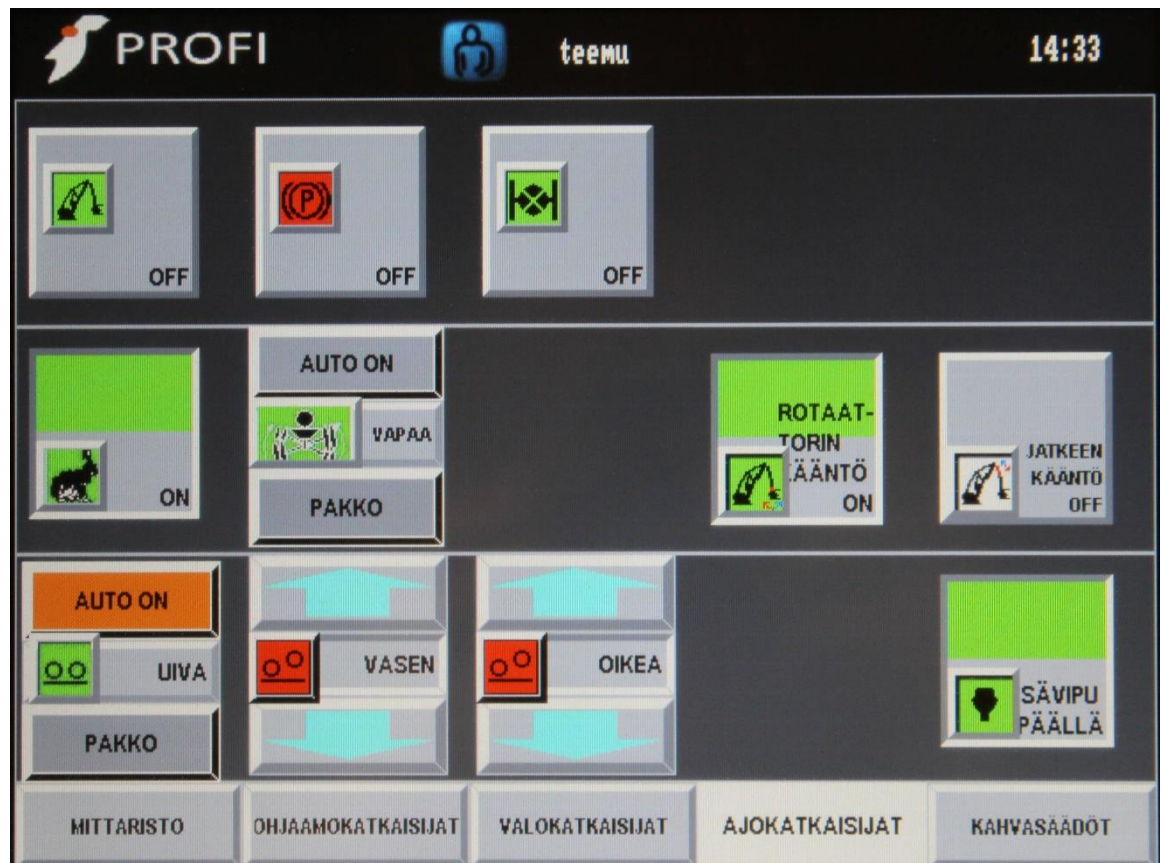 PROFI
teemu
14:33
P
OFF
OFF
OFF
ON
AUTO ON
VAPAA
PAKKO
ROTAAT-
TORIN
KÄÄNTÖ
ON
JATKEEN
KÄÄNTÖ
OFF
AUTO ON
UIVA
PAKKO
VASEN
OIKEA
SÄVIPU
PÄÄLLÄ
MITTARISTO
OHJAAMOKATKAISIJAT
VALOKATKAISIJAT
AJOKATKAISIJAT
KAHVASÄÄDÖT